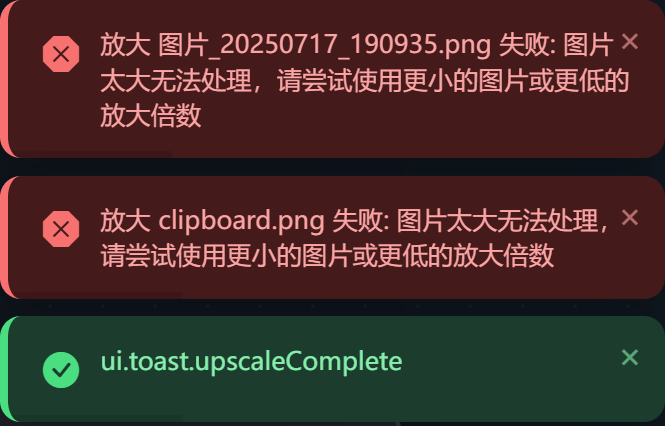 放大 图片_20250717_190935.png 失败: 图片
太大无法处理，请尝试使用更小的图片或更低的
放大倍数
放大 clipboard.png 失败: 图片太大无法处理，
请尝试使用更小的图片或更低的放大倍数
ui.toast.upscaleComplete